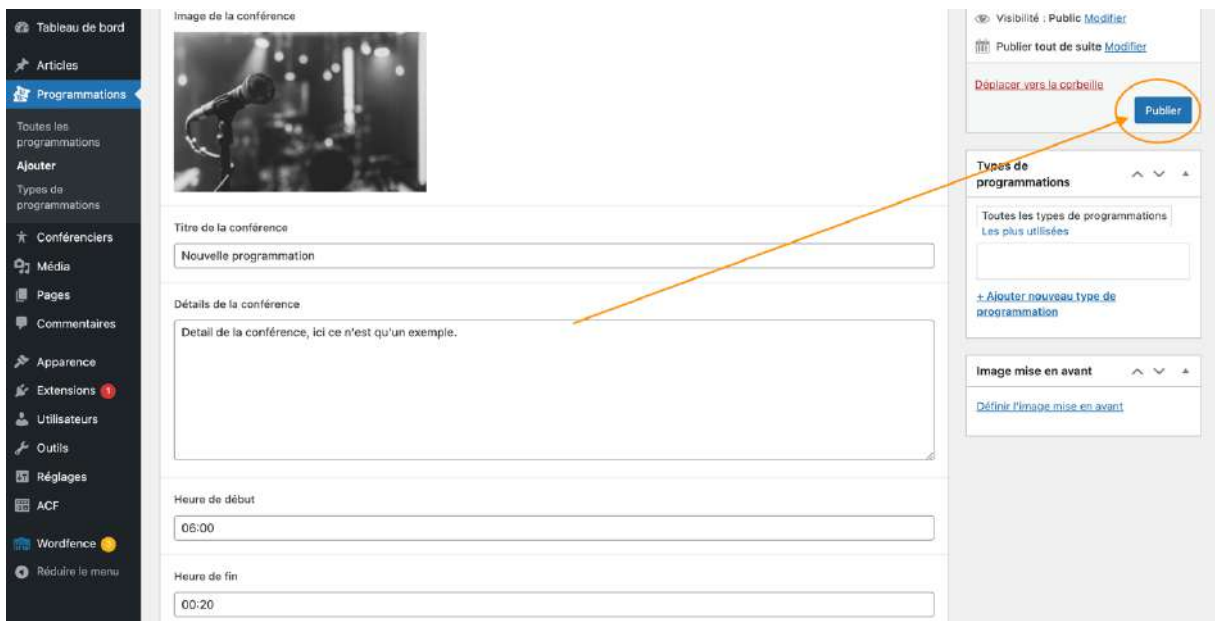 Tableau de bord
Articles
Programmations
Toutes les
programmations
Ajouter
Types de
programmations
Conférenciers
Média
Pages
Commentaires
Apparence
Extensions 1
Utilisateurs
Outils
Réglages
ACF
Wordfence 3
Réduire le menu
Image de la conférence
Titre de la conférence
Nouvelle programmation
Détails de la conférence
Detail de la conférence, ici ce n'est qu'un exemple.
Heure de début
06:00
Heure de fin
00:20
Visibilité : Public Modifier
Publier tout de suite Modifier
Déplacer vers la corbeille
Publier
Types de
programmations
Toutes les types de programmations
Les plus utilisées
+ Ajouter nouveau type de
programmation
Image mise en avant
Définir l'image mise en avant